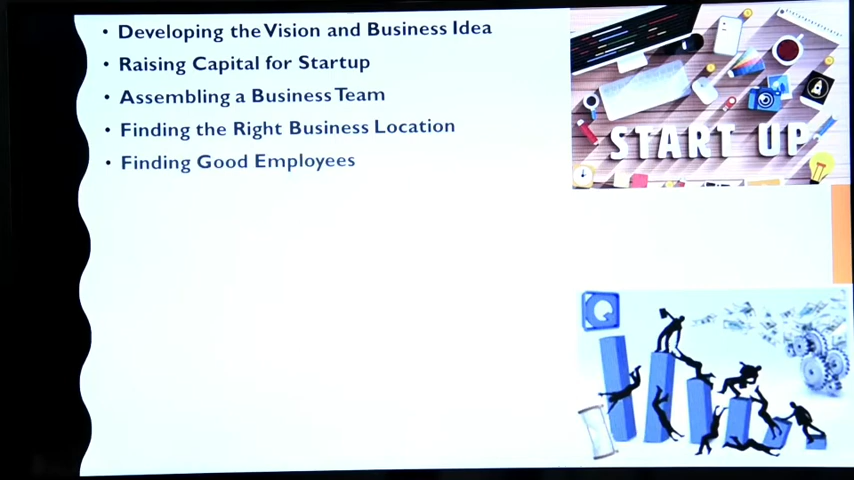 • Developing the Vision and Business Idea
• Raising Capital for Startup
• Assembling a Business Team
• Finding the Right Business Location
• Finding Good Employees
START UP